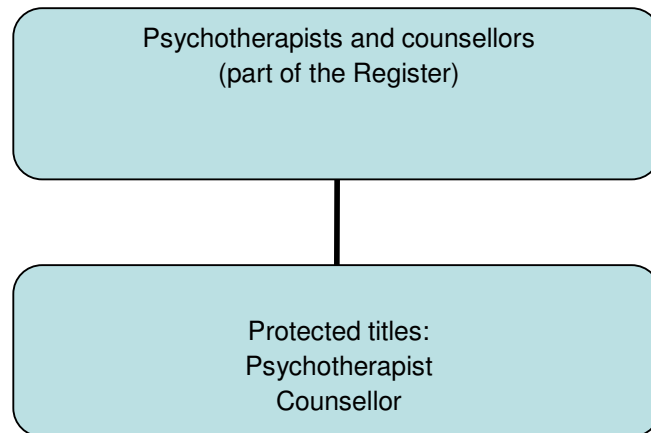 Psychotherapists and counsellors
(part of the Register)
Protected titles:
Psychotherapist
Counsellor